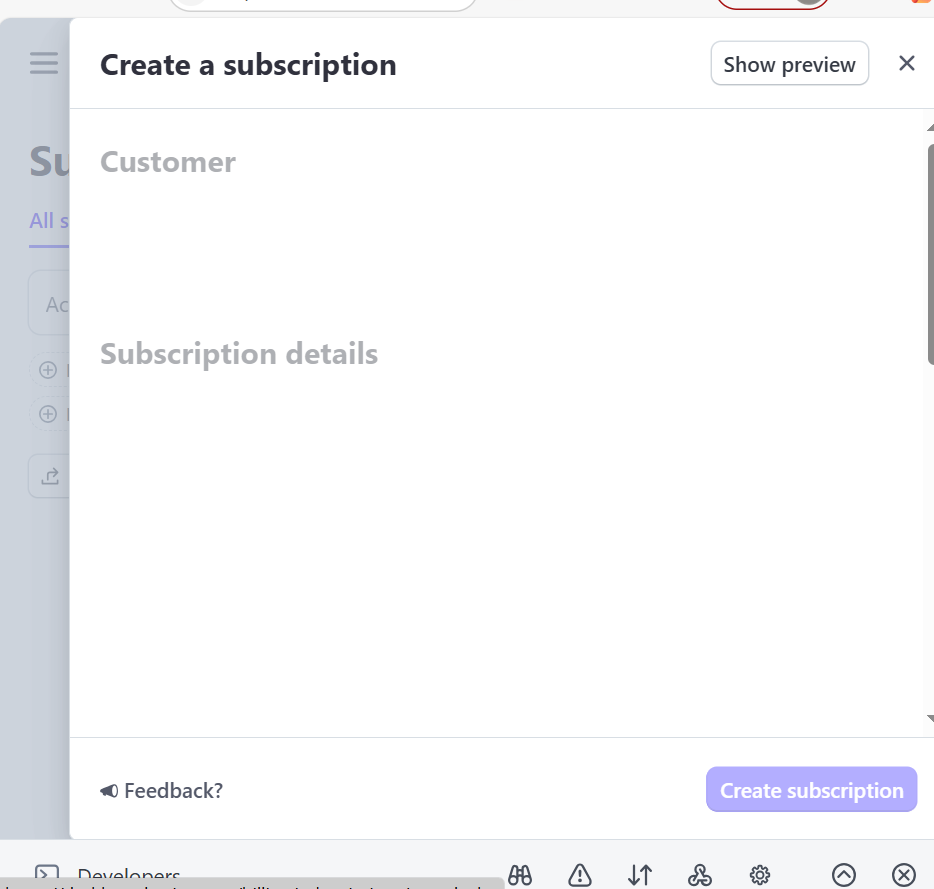 Create a subscription
Show preview
Customer
Su
All s
Ac
Subscription details
Feedback?
Create subscription
Developers